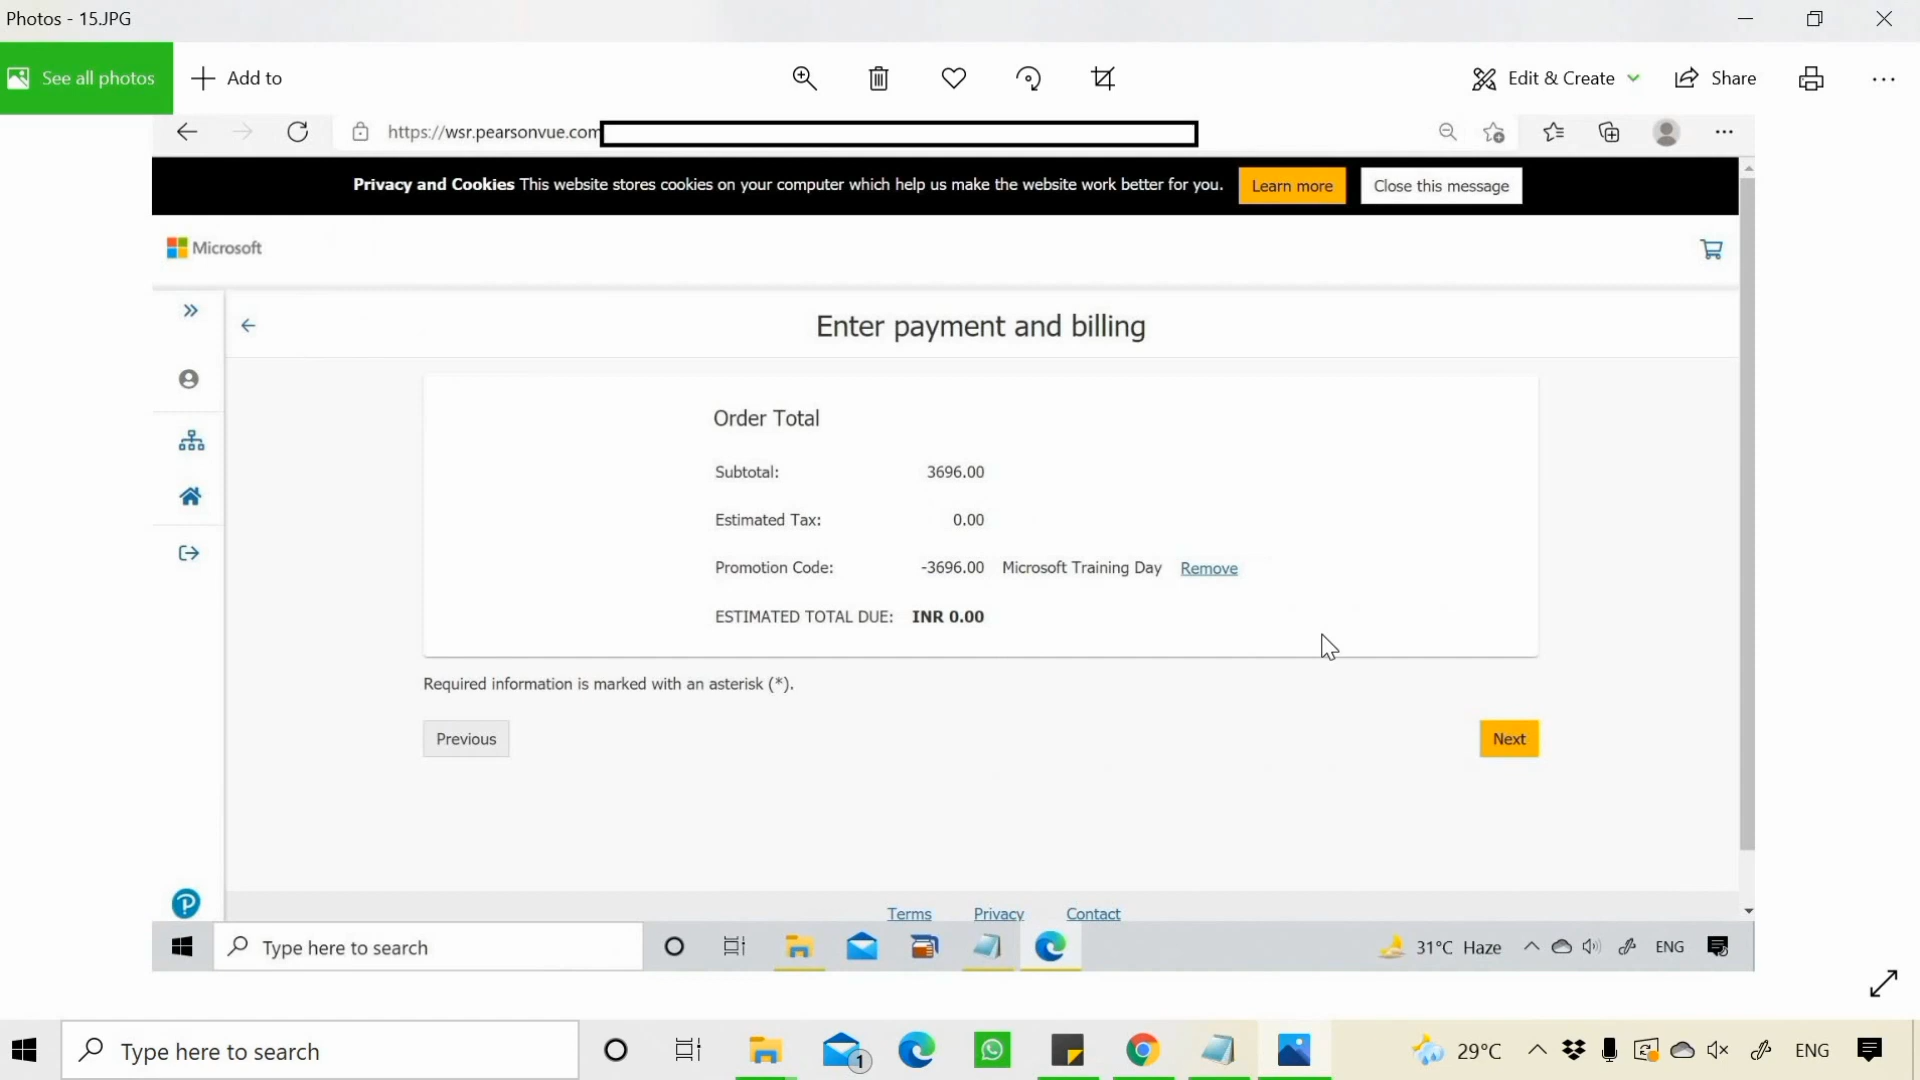 Photos - 15.JPG
See all photos
Add to
Edit & Create
Share
https://wsr.pearsonvue.com
Privacy and Cookies This website stores cookies on your computer which help us make the website work better for you.
Learn more
Close this message
Microsoft
Enter payment and billing
Order Total
Subtotal: 3696.00
Estimated Tax: 0.00
Promotion Code: -3696.00 Microsoft Training Day Remove
ESTIMATED TOTAL DUE: INR 0.00
Required information is marked with an asterisk (*).
Previous
Next
Terms Privacy Contact
Type here to search
31°C Haze
ENG
Type here to search
1
29°C
ENG